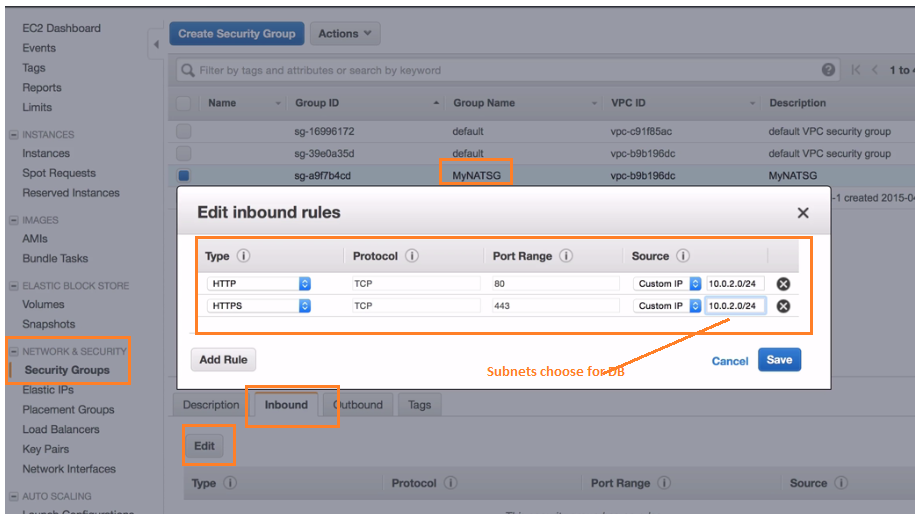 EC2 Dashboard
Events
Tags
Reports
Limits
INSTANCES
Instances
Spot Requests
Reserved Instances
IMAGES
AMIs
Bundle Tasks
ELASTIC BLOCK STORE
Volumes
Snapshots
NETWORK & SECURITY
Security Groups
Elastic IPs
Placement Groups
Load Balancers
Key Pairs
Network Interfaces
AUTO SCALING
Launch Configurations
Create Security Group Actions
Filter by tags and attributes or search by keyword 1 to 4
Name Group ID Group Name VPC ID Description
sg-16996172 default vpc-c91f85ac default VPC security group
sg-39e0a35d default vpc-b9b196dc default VPC security group
sg-a9f7b4cd MyNATSG vpc-b9b196dc MyNATSG
-1 created 2015-04
Edit inbound rules
Type Protocol Port Range Source
HTTP TCP 80 Custom IP 10.0.2.0/24
HTTPS TCP 443 Custom IP 10.0.2.0/24
Add Rule Cancel Save
Subnets choose for DB
Description Inbound Outbound Tags
Edit
Type Protocol Port Range Source